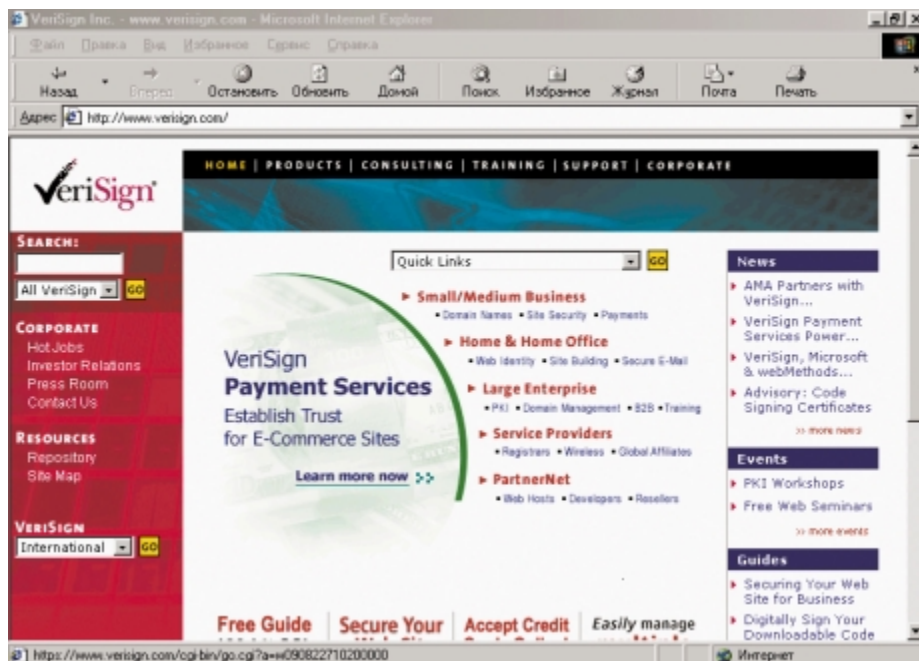 VeriSign Inc. - www.verisign.com - Microsoft Internet Explorer
Файл Правка Вид Избранное Сервис Справка
Назад Вперед Остановить Обновить Домой Поиск Избранное Журнал Почта Печать
Адрес http://www.verisign.com/
VeriSign®
HOME | PRODUCTS | CONSULTING | TRAINING | SUPPORT | CORPORATE
SEARCH:
All VeriSign GO
CORPORATE
Hot Jobs
Investor Relations
Press Room
Contact Us
RESOURCES
Repository
Site Map
VERISIGN
International GO
VeriSign
Payment Services
Establish Trust
for E-Commerce Sites
Learn more now >>
Quick Links GO
Small/Medium Business
Domain Names Site Security Payments
Home & Home Office
Web Identity Site Building Secure E-Mail
Large Enterprise
PKI Domain Management B2B Training
Service Providers
Registrars Wireless Global Affiliates
PartnerNet
Web Hosts Developers Resellers
News
AMA Partners with
VeriSign...
VeriSign Payment
Services Power...
VeriSign, Microsoft
& webMethods...
Advisory: Code
Signing Certificates
>> more news
Events
PKI Workshops
Free Web Seminars
>> more events
Guides
Securing Your Web
Site for Business
Digitally Sign Your
Downloadable Code
Free Guide
Secure Your
Accept Credit
Easily manage
https://www.verisign.com/cgi-bin/go.cgi?a=w090822710200000
Интернет